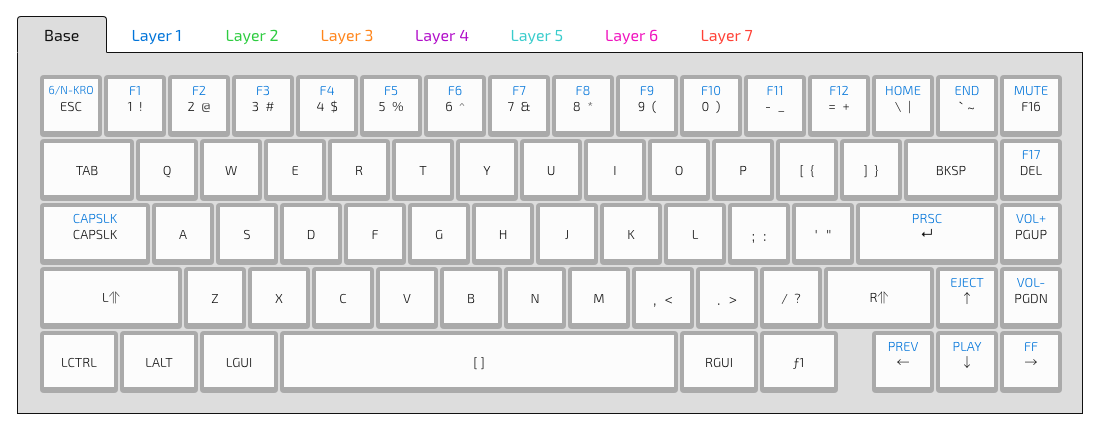 Base Layer 1 Layer 2 Layer 3 Layer 4 Layer 5 Layer 6 Layer 7
6/N-KRO F1 F2 F3 F4 F5 F6 F7 F8 F9 F10 F11 F12 HOME END MUTE
ESC 1 ! 2 @ 3 # 4 $ 5 % 6 ^ 7 & 8 * 9 ( 0 ) - _ = + \ | ` ~ F16
F17
TAB Q W E R T Y U I O P [ { ] } BKSP DEL
CAPSLK PRSC VOL+
CAPSLK A S D F G H J K L ; : ' " ↵ PGUP
EJECT VOL-
L⇑ Z X C V B N M , < . > / ? R⇑ ↑ PGDN
PREV PLAY FF
LCTRL LALT LGUI [ ] RGUI ƒ1 ← ↓ →